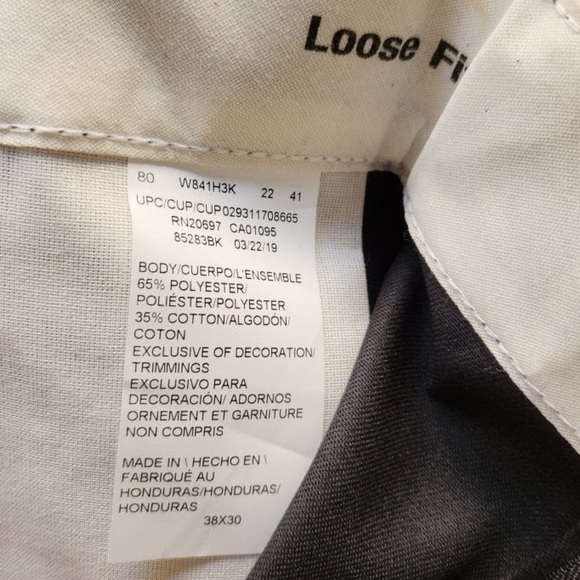 Loose Fi
80 W841H3K 22 41
UPC/CUP/CUP029311708665
RN20697 CA01095
85283BK 03/22/19
BODY/CUERPO/L'ENSEMBLE
65% POLYESTER/
POLIÉSTER/POLYESTER
35% COTTON/ALGODÓN/
COTON
EXCLUSIVE OF DECORATION/
TRIMMINGS
EXCLUSIVO PARA
DECORACIÓN/ ADORNOS
ORNEMENT ET GARNITURE
NON COMPRIS
MADE IN \ HECHO EN \
FABRIQUÉ AU
HONDURAS/HONDURAS/
HONDURAS
38X30